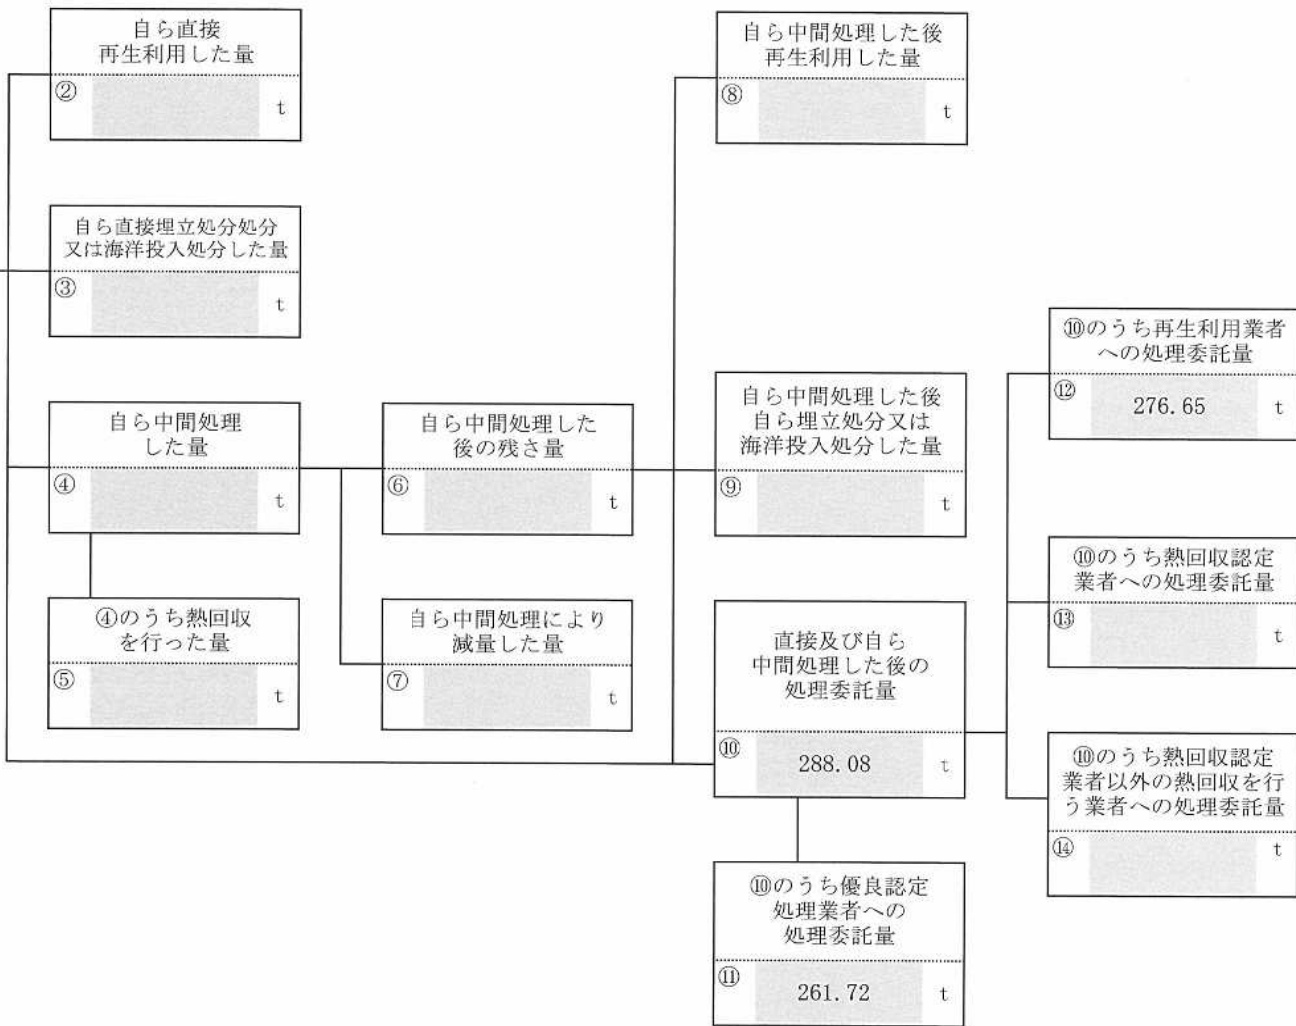 自ら直接
再生利用した量
② t
自ら直接埋立処分処分
又は海洋投入処分した量
③ t
自ら中間処理
した量
④ t
④のうち熱回収
を行った量
⑤ t
自ら中間処理した
後の残さ量
⑥ t
自ら中間処理により
減量した量
⑦ t
自ら中間処理した後
再生利用した量
⑧ t
自ら中間処理した後
自ら埋立処分又は
海洋投入処分した量
⑨ t
直接及び自ら
中間処理した後の
処理委託量
⑩ 288.08 t
⑩のうち優良認定
処理業者への
処理委託量
⑪ 261.72 t
⑩のうち再生利用業者
への処理委託量
⑫ 276.65 t
⑩のうち熱回収認定
業者への処理委託量
⑬ t
⑩のうち熱回収認定
業者以外の熱回収を行
う業者への処理委託量
⑭ t